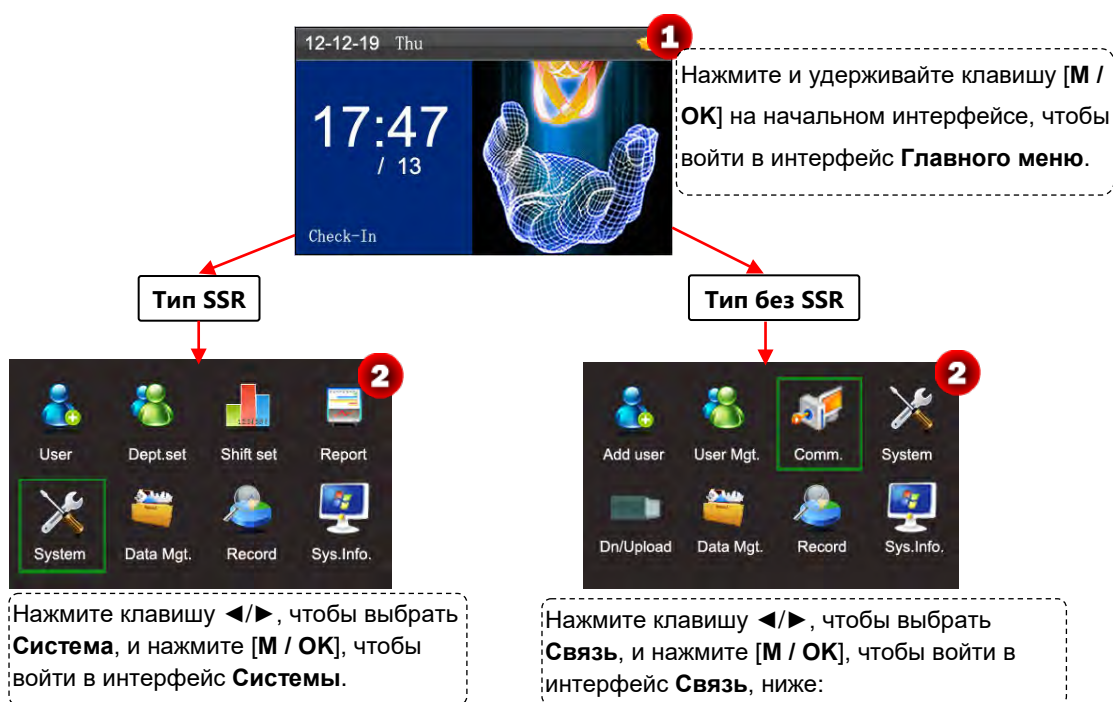 12-12-19 Thu
1
17:47
/ 13
Check-In
Нажмите и удерживайте клавишу [M /
OK] на начальном интерфейсе, чтобы
войти в интерфейс Главного меню.
Тип SSR
Тип без SSR
2
User Dept.set Shift set Report
System Data Mgt. Record Sys.Info.
Нажмите клавишу ◄/►, чтобы выбрать
Система, и нажмите [M / OK], чтобы
войти в интерфейс Системы.
2
Add user User Mgt. Comm. System
Dn/Upload Data Mgt. Record Sys.Info.
Нажмите клавишу ◄/►, чтобы выбрать
Связь, и нажмите [M / OK], чтобы войти в
интерфейс Связь, ниже: